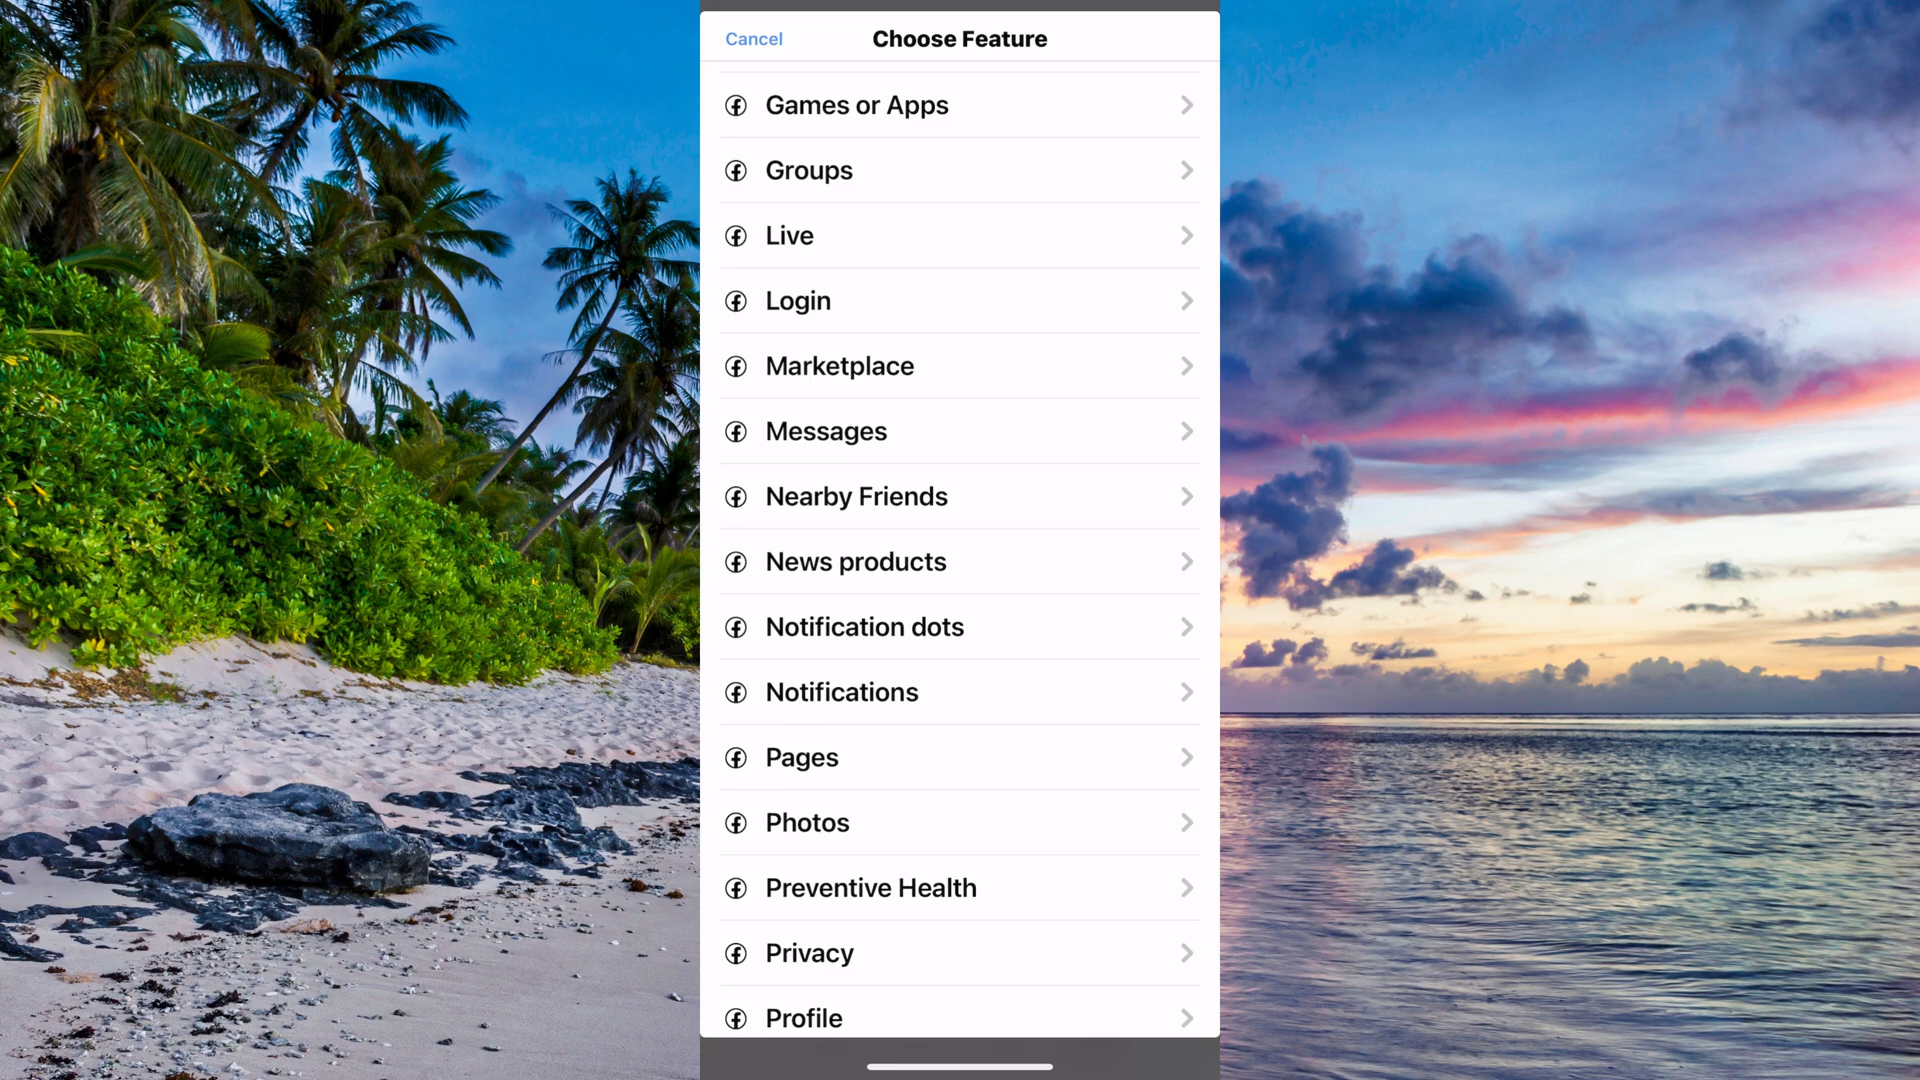 Cancel
Choose Feature
Games or Apps
Groups
Live
Login
Marketplace
Messages
Nearby Friends
News products
Notification dots
Notifications
Pages
Photos
Preventive Health
Privacy
Profile